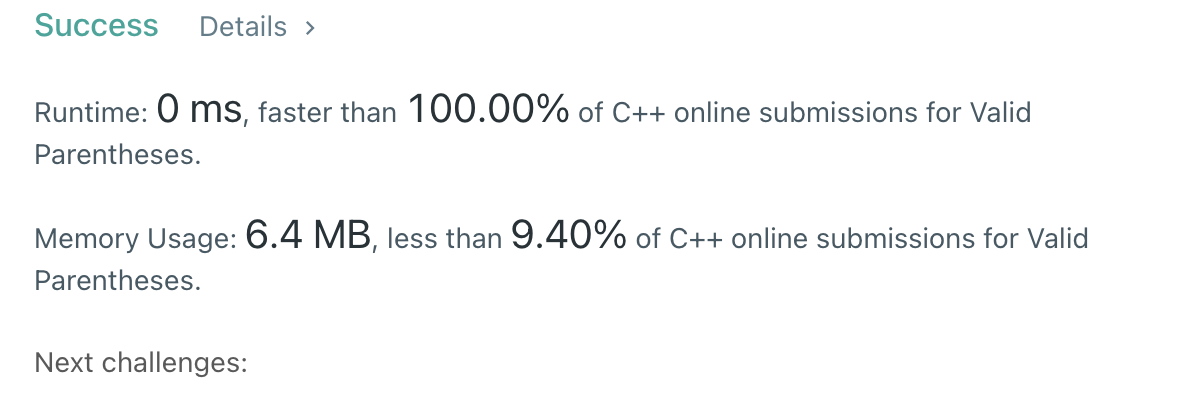 Success Details >
Runtime: 0 ms, faster than 100.00% of C++ online submissions for Valid
Parentheses.
Memory Usage: 6.4 MB, less than 9.40% of C++ online submissions for Valid
Parentheses.
Next challenges: